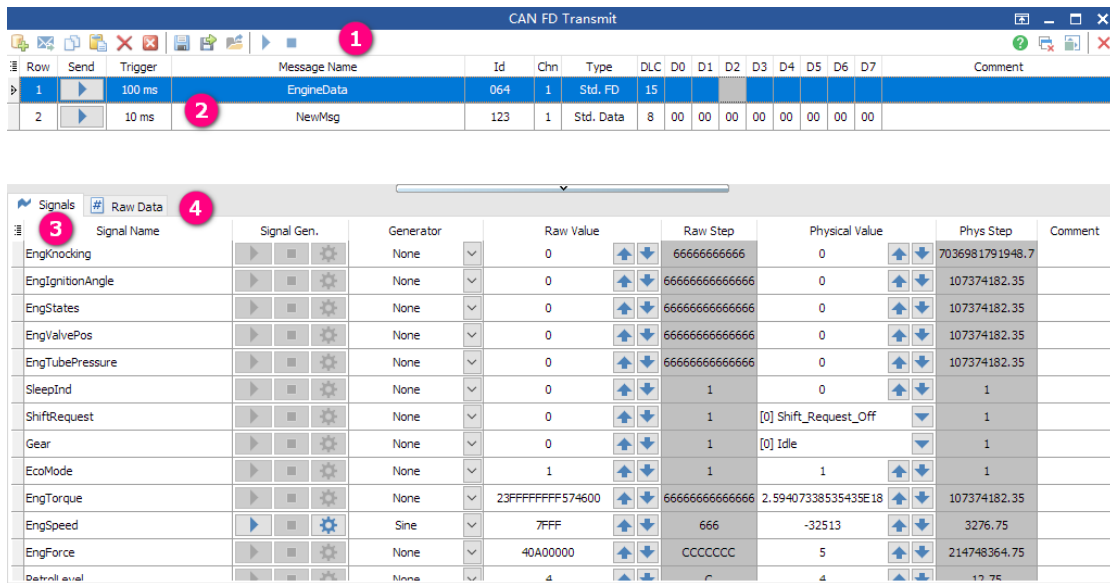 CAN FD Transmit
1
Row Send Trigger Message Name Id Chn Type DLC D0 D1 D2 D3 D4 D5 D6 D7 Comment
1 100 ms EngineData 064 1 Std. FD 15
2
2 10 ms NewMsg 123 1 Std. Data 8 00 00 00 00 00 00 00 00
Signals # Raw Data 4
3 Signal Name Signal Gen. Generator Raw Value Raw Step Physical Value Phys Step Comment
EngKnocking None 0 66666666666 0 7036981791948.7
EngIgnitionAngle None 0 66666666666666 0 107374182.35
EngStates None 0 66666666666666 0 107374182.35
EngValvePos None 0 66666666666666 0 107374182.35
EngTubePressure None 0 66666666666666 0 107374182.35
SleepInd None 0 1 0 1
ShiftRequest None 0 1 [0] Shift_Request_Off 1
Gear None 0 1 [0] Idle 1
EcoMode None 1 1 1 1
EngTorque None 23FFFFFFFF574600 66666666666666 2.59407338535435E18 107374182.35
EngSpeed Sine 7FFF 666 -32513 3276.75
EngForce None 40A00000 CCCCCCC 5 214748364.75
PetrolLevel None 4 C 4 12.75